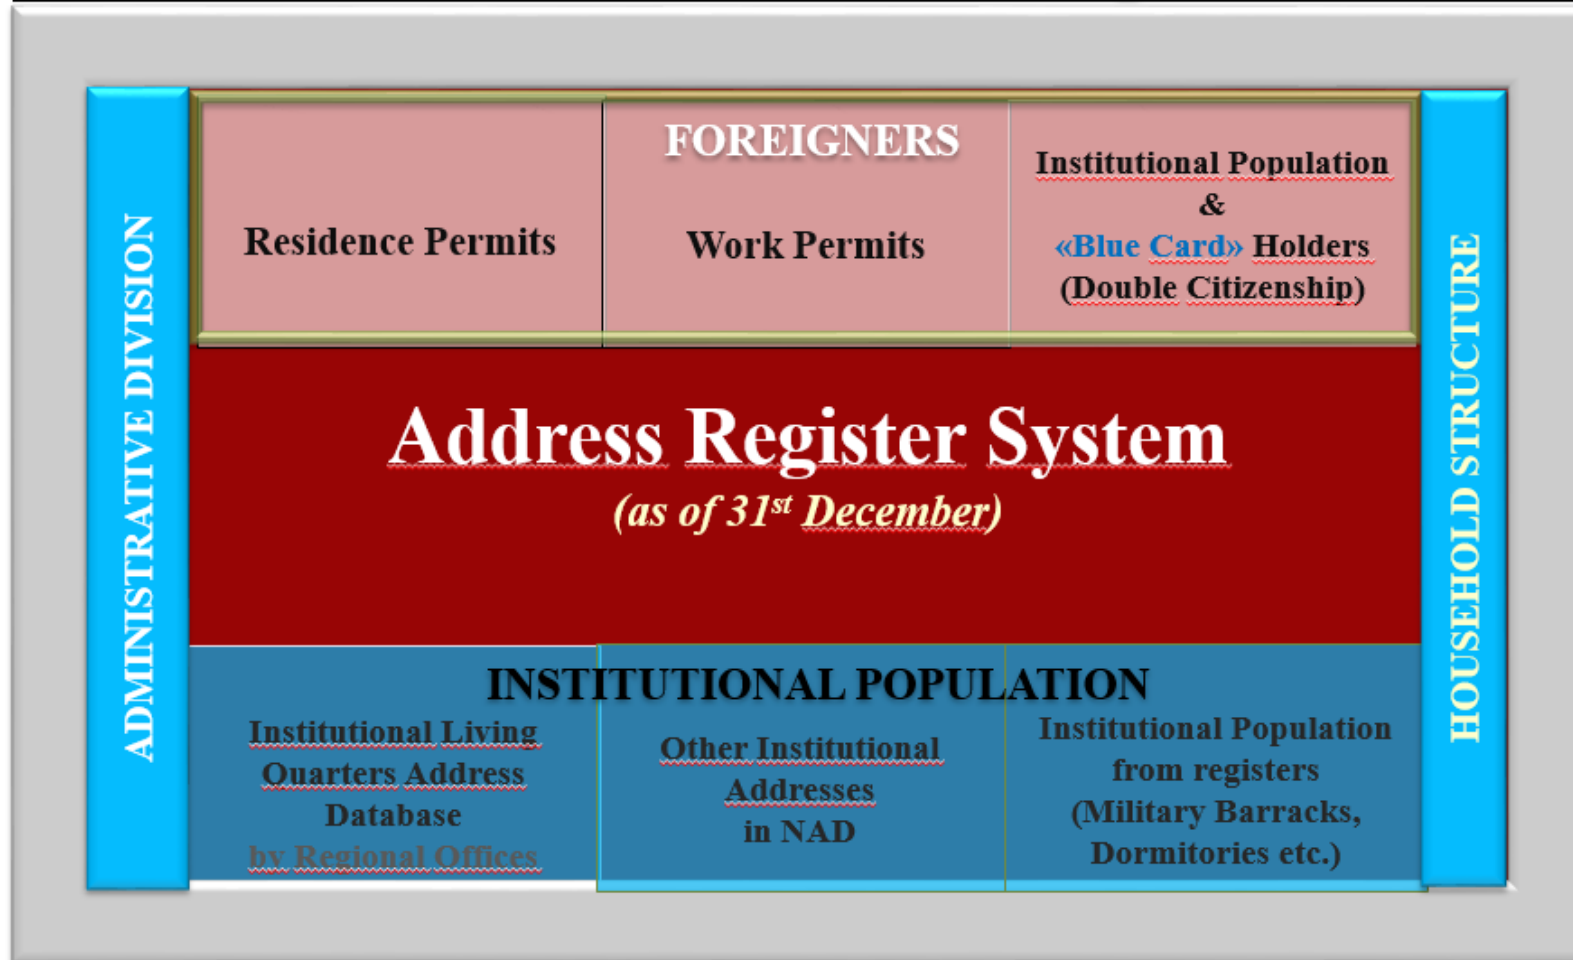 ADMINISTRATIVE DIVISION
FOREIGNERS
Residence Permits
Work Permits
Institutional Population
&
«Blue Card» Holders
(Double Citizenship)
Address Register System
(as of 31st December)
INSTITUTIONAL POPULATION
Institutional Living
Quarters Address
Database
by Regional Offices
Other Institutional
Addresses
in NAD
Institutional Population
from registers
(Military Barracks,
Dormitories etc.)
HOUSEHOLD STRUCTURE